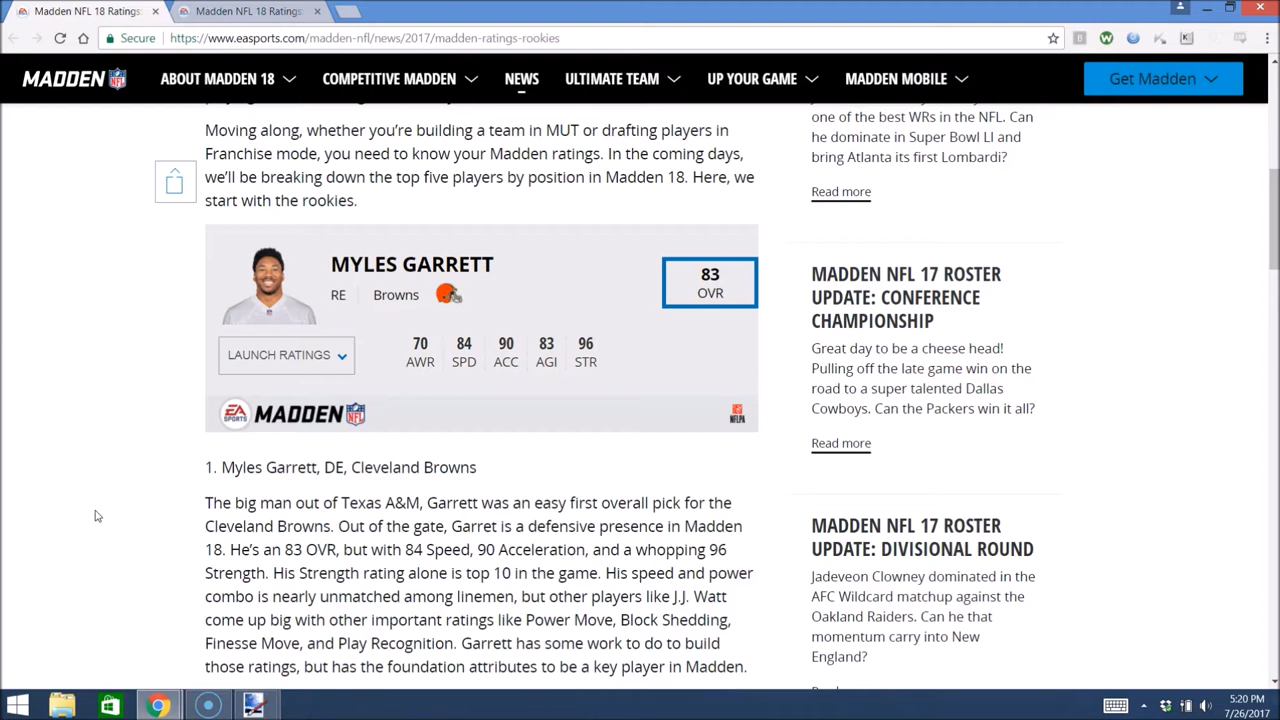 Madden NFL 18 Ratings:
Madden NFL 18 Ratings:
Secure
https://www.easports.com/madden-nfl/news/2017/madden-ratings-rookies
MADDEN NFL
ABOUT MADDEN 18
COMPETITIVE MADDEN
NEWS
ULTIMATE TEAM
UP YOUR GAME
MADDEN MOBILE
Get Madden
Moving along, whether you're building a team in MUT or drafting players in
Franchise mode, you need to know your Madden ratings. In the coming days,
we'll be breaking down the top five players by position in Madden 18. Here, we
start with the rookies.
MYLES GARRETT
RE Browns
83
OVR
LAUNCH RATINGS
70 84 90 83 96
AWR SPD ACC AGI STR
EA SPORTS MADDEN NFL
NFLPA
1. Myles Garrett, DE, Cleveland Browns
The big man out of Texas A&M, Garrett was an easy first overall pick for the
Cleveland Browns. Out of the gate, Garret is a defensive presence in Madden
18. He's an 83 OVR, but with 84 Speed, 90 Acceleration, and a whopping 96
Strength. His Strength rating alone is top 10 in the game. His speed and power
combo is nearly unmatched among linemen, but other players like J.J. Watt
come up big with other important ratings like Power Move, Block Shedding,
Finesse Move, and Play Recognition. Garrett has some work to do to build
those ratings, but has the foundation attributes to be a key player in Madden.
one of the best WRs in the NFL. Can
he dominate in Super Bowl LI and
bring Atlanta its first Lombardi?
Read more
MADDEN NFL 17 ROSTER
UPDATE: CONFERENCE
CHAMPIONSHIP
Great day to be a cheese head!
Pulling off the late game win on the
road to a super talented Dallas
Cowboys. Can the Packers win it all?
Read more
MADDEN NFL 17 ROSTER
UPDATE: DIVISIONAL ROUND
Jadeveon Clowney dominated in the
AFC Wildcard matchup against the
Oakland Raiders. Can he that
momentum carry into New
England?
5:20 PM
7/26/2017